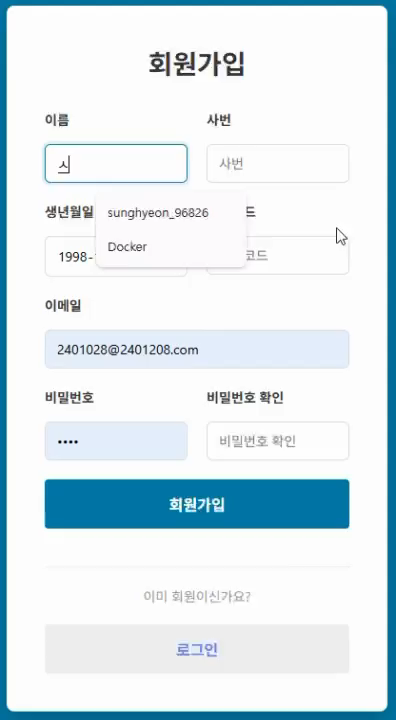 회원가입
이름 사번
시 사번
생년월일 드
sunghyeon_96826
1998- 코드
Docker
이메일
2401028@2401208.com
비밀번호 비밀번호 확인
•••• 비밀번호 확인
회원가입
이미 회원이신가요?
로그인